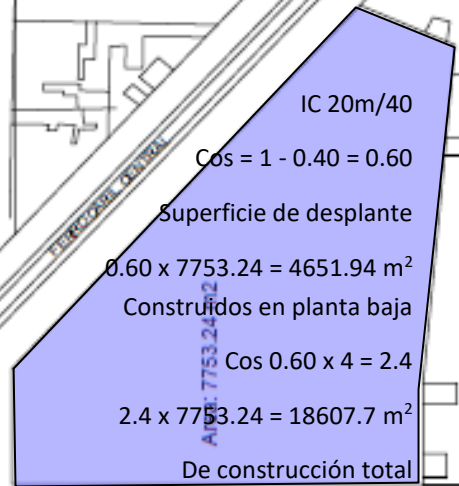 IC 20m/40
Cos = 1 - 0.40 = 0.60
FERROCARRIL CENTRAL
Superficie de desplante
0.60 x 7753.24 = 4651.94 m²
Construidos en planta baja
Area: 7753.24 m2
Cos 0.60 x 4 = 2.4
2.4 x 7753.24 = 18607.7 m²
De construcción total